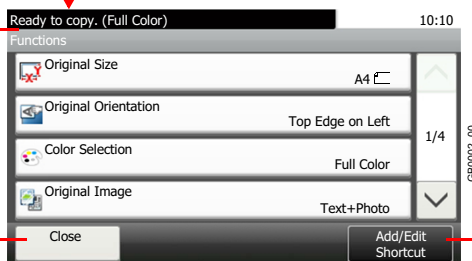 Ready to copy. (Full Color)
10:10
Functions
Original Size
A4
Original Orientation
Top Edge on Left
1/4
Color Selection
Full Color
Original Image
Text+Photo
Close
Add/Edit
Shortcut
GB0002_00